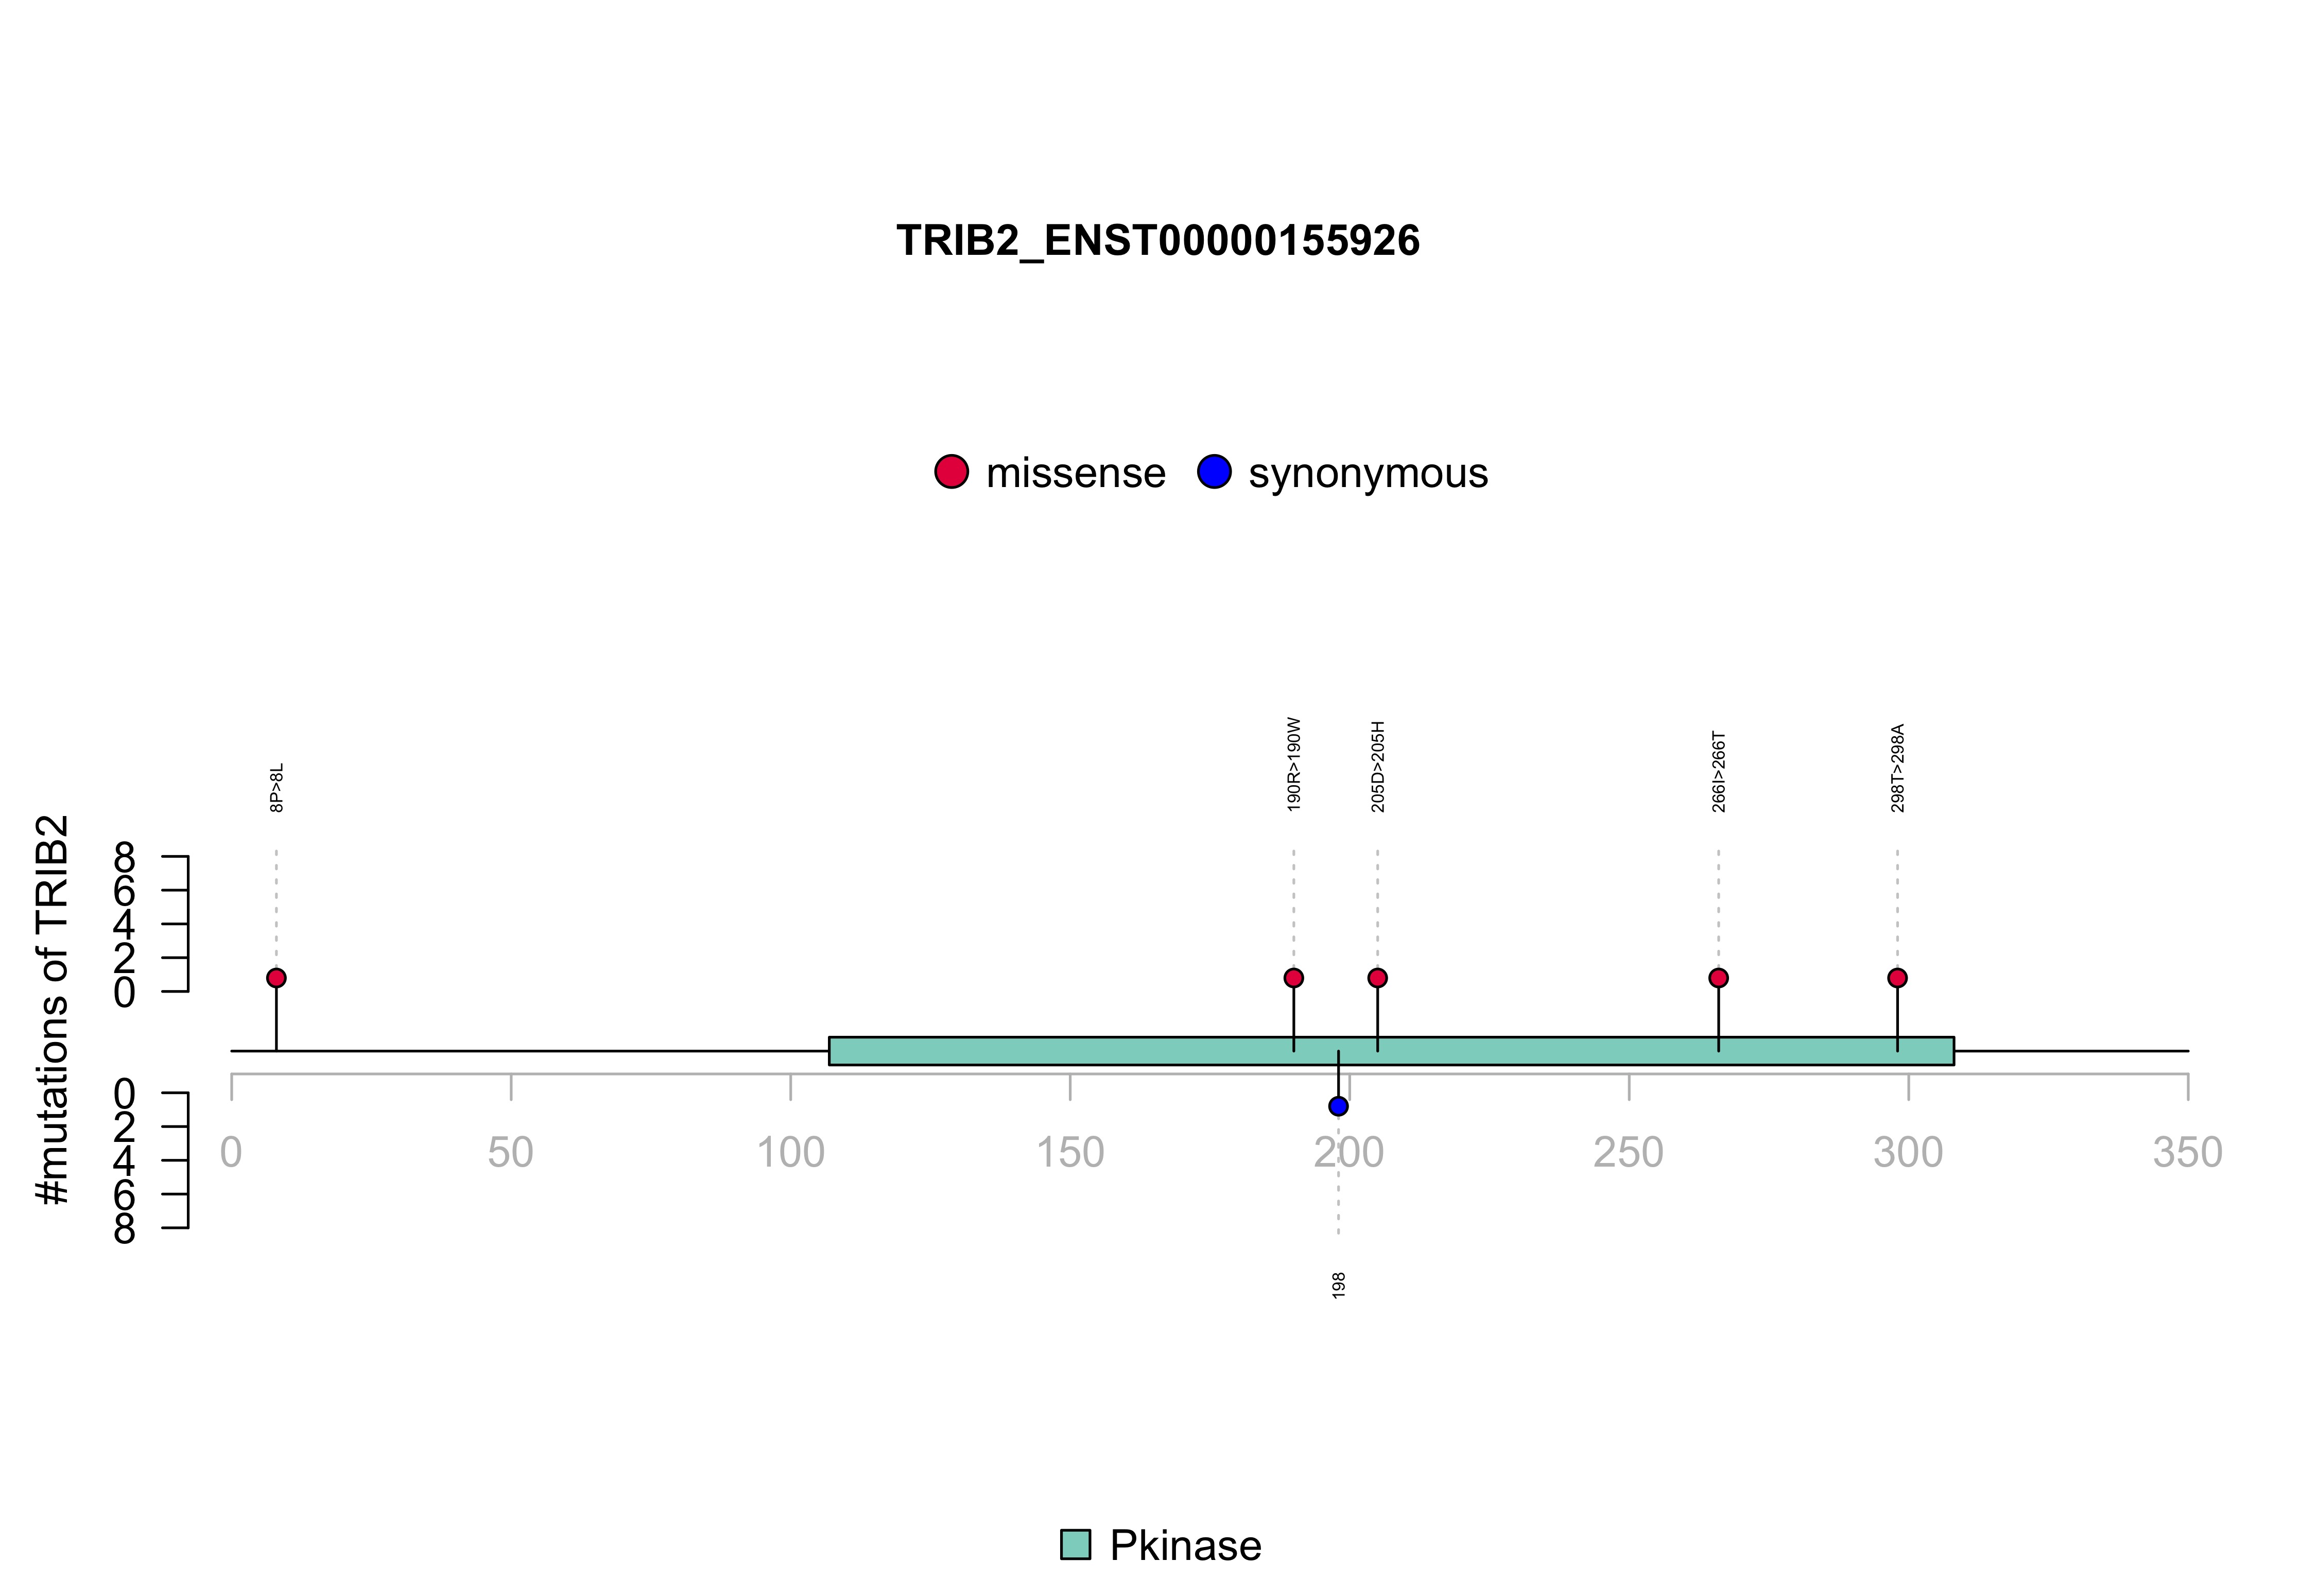 TRIB2_ENST00000155926
missense
synonymous
8P>8L
190R>190W
205D>205H
266I>266T
298T>298A
#mutations of TRIB2
8
6
4
2
0
0
2
4
6
8
0 50 100 150 200 250 300 350
198
Pkinase